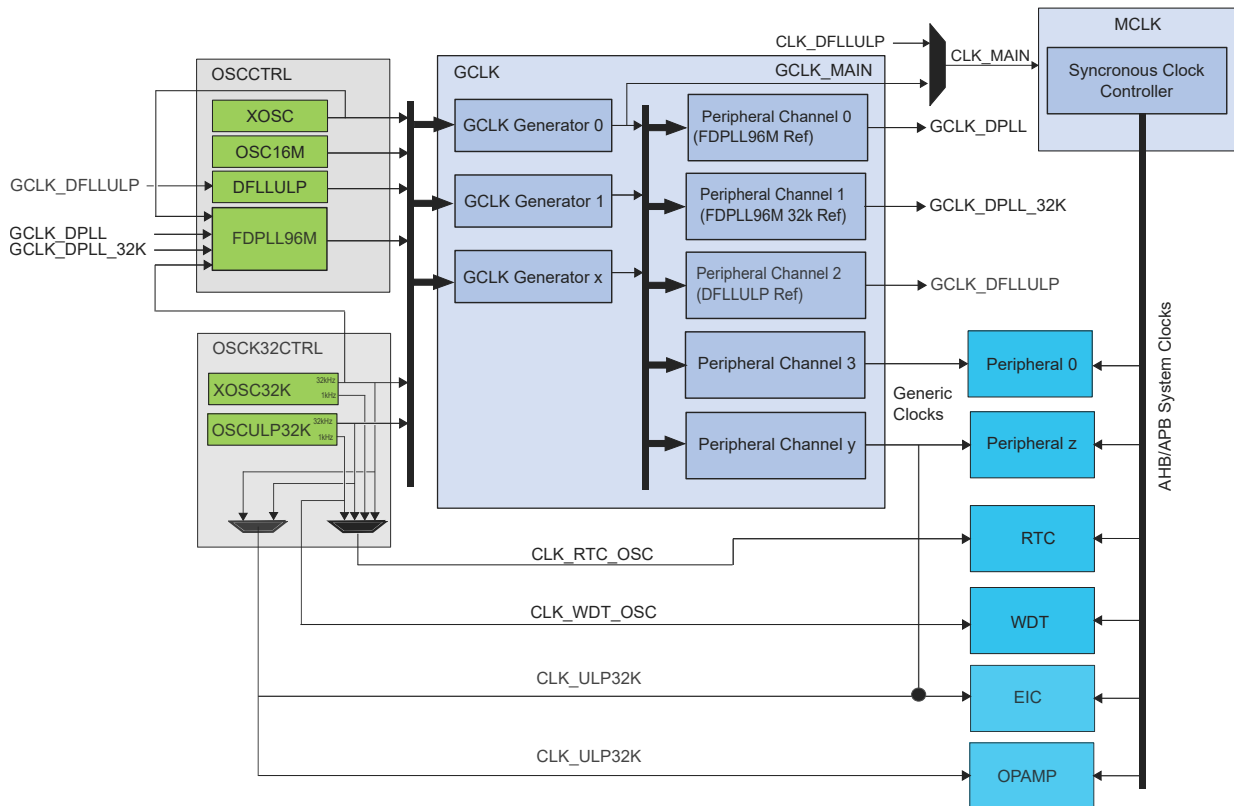 MCLK
CLK_DFLLULP
CLK_MAIN
Syncronous Clock
Controller
OSCCTRL
GCLK
GCLK_MAIN
XOSC
OSC16M
DFLLULP
FDPLL96M
GCLK_DFLLULP
GCLK_DPLL
GCLK_DPLL_32K
GCLK Generator 0
GCLK Generator 1
GCLK Generator x
Peripheral Channel 0
(FDPLL96M Ref)
Peripheral Channel 1
(FDPLL96M 32k Ref)
Peripheral Channel 2
(DFLLULP Ref)
Peripheral Channel 3
Peripheral Channel y
GCLK_DPLL
GCLK_DPLL_32K
GCLK_DFLLULP
Generic
Clocks
OSCK32CTRL
XOSC32K
32kHz
1kHz
OSCULP32K
32kHz
1kHz
Peripheral 0
Peripheral z
AHB/APB System Clocks
CLK_RTC_OSC
RTC
CLK_WDT_OSC
WDT
CLK_ULP32K
EIC
CLK_ULP32K
OPAMP